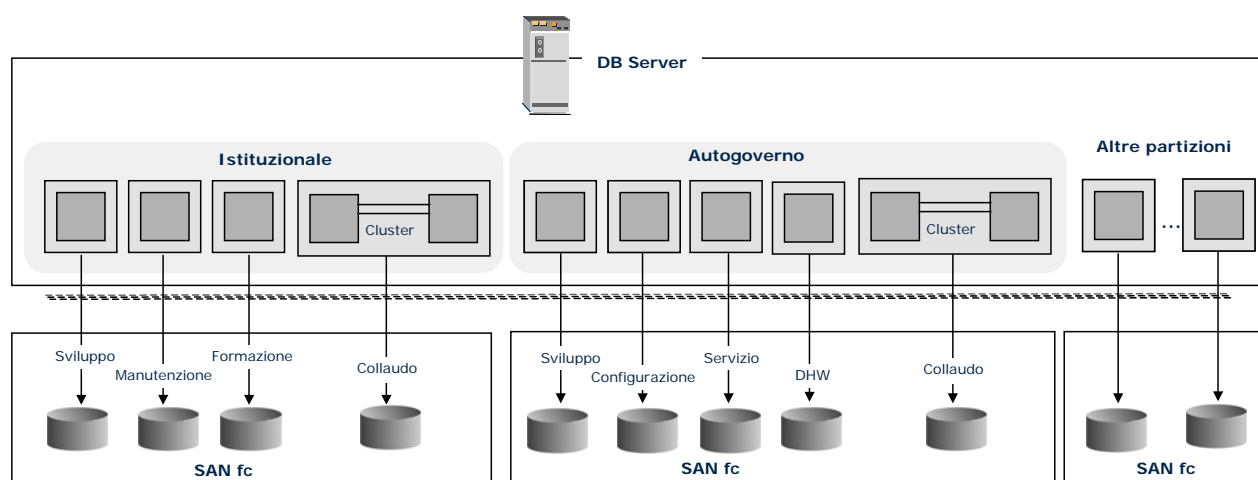 DB Server
Istituzionale
Autogoverno
Altre partizioni
Cluster
Cluster
...
Sviluppo
Manutenzione
Formazione
Collaudo
Sviluppo
Configurazione
Servizio
DHW
Collaudo
SAN fc
SAN fc
SAN fc